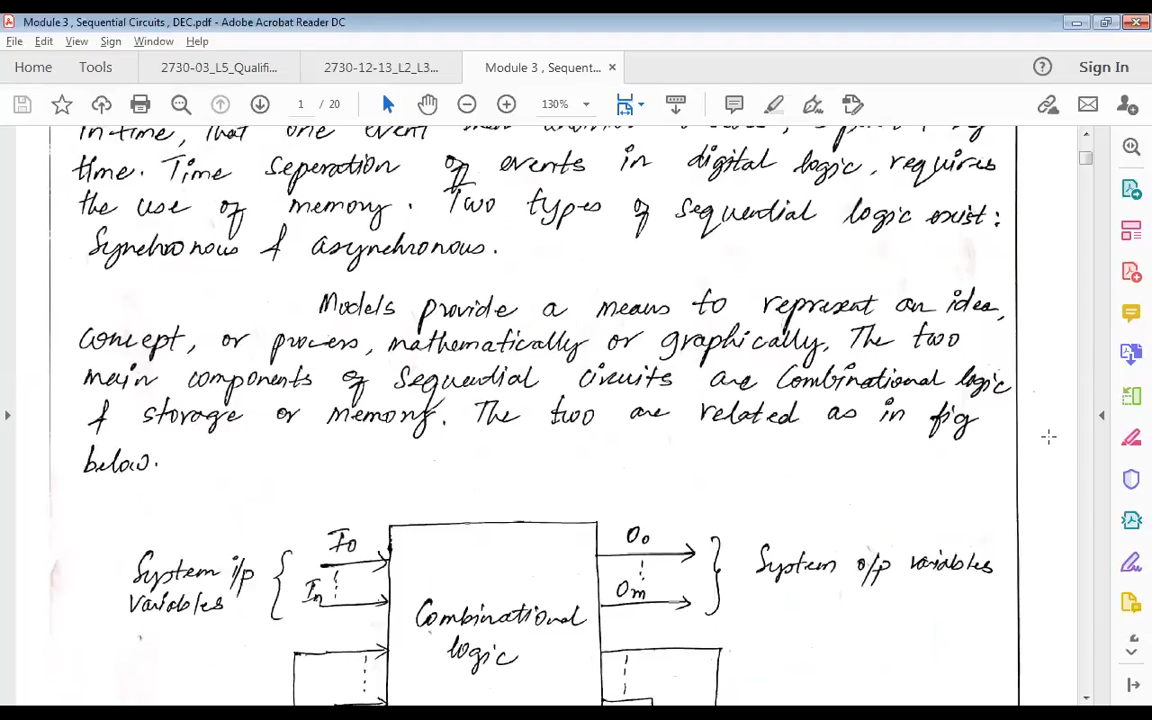 Module 3 , Sequential Circuits , DEC.pdf - Adobe Acrobat Reader DC
File Edit View Sign Window Help
Home Tools 2730-03_L5_Qualifi... 2730-12-13_L2_L3... Module 3 , Sequent... × Sign In
1 / 20 130%
in time, that one event
time. Time seperation of events in digital logic, requires
the use of memory. Two types of sequential logic exist:
Synchronous & asynchronous.
Models provide a means to represent an idea,
concept, or process, mathematically or graphically. The two
main components of sequential circuits are combinational logic
& storage or memory. The two are related as in fig
below.
I0 O0
System i/p variables System o/p variables
In Om
Combinational
logic